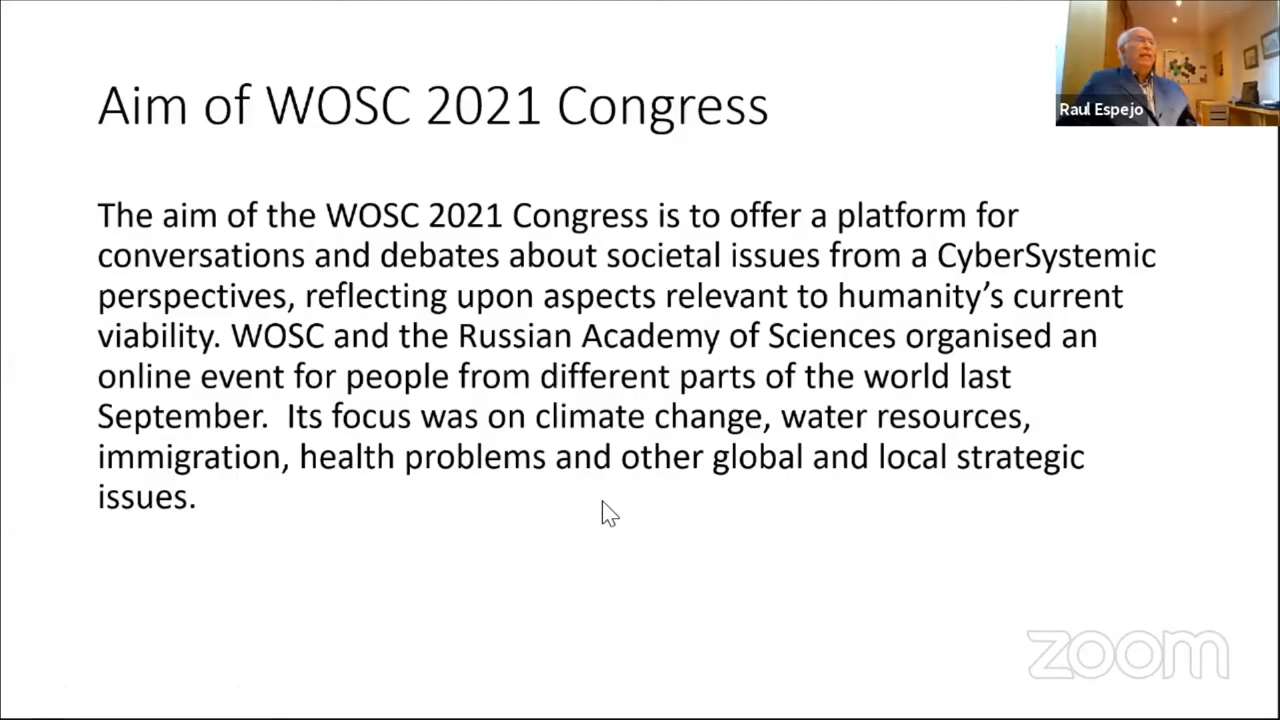 Aim of WOSC 2021 Congress
Raul Espejo
The aim of the WOSC 2021 Congress is to offer a platform for
conversations and debates about societal issues from a CyberSystemic
perspectives, reflecting upon aspects relevant to humanity’s current
viability. WOSC and the Russian Academy of Sciences organised an
online event for people from different parts of the world last
September.  Its focus was on climate change, water resources,
immigration, health problems and other global and local strategic
issues.
zoom